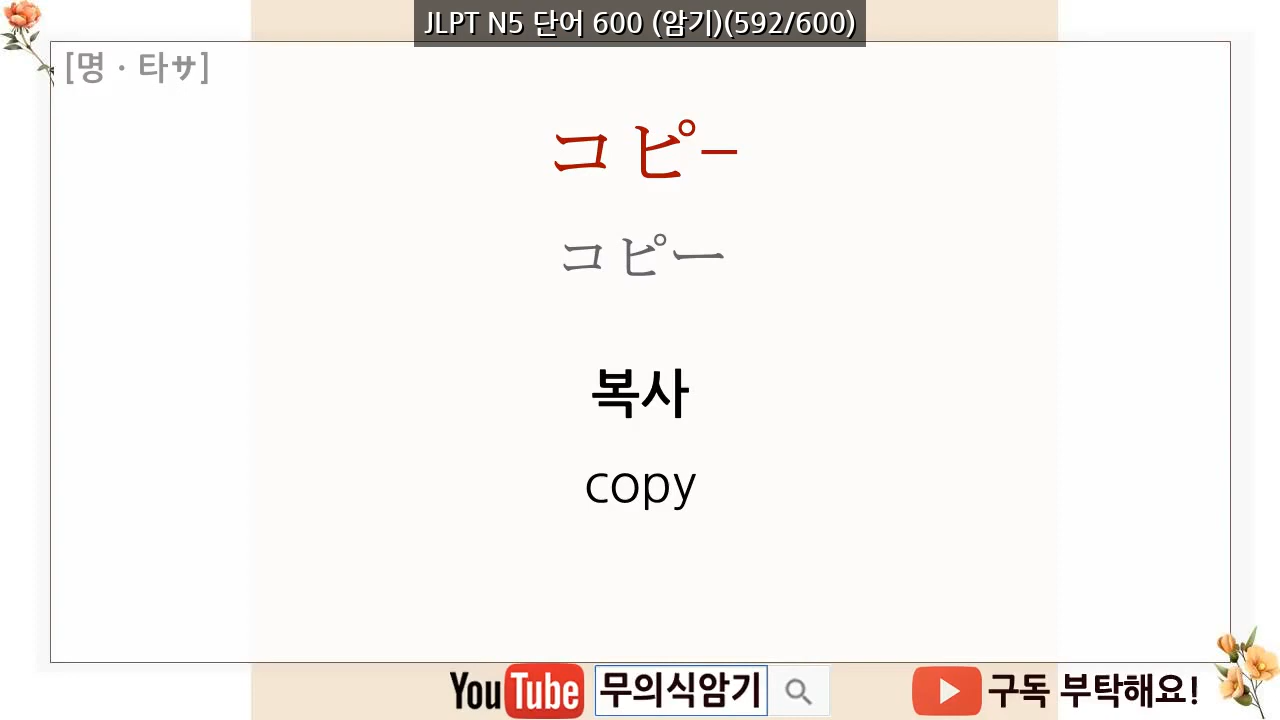 JLPT N5 단어 600 (암기)(592/600)
[명 · 타サ]
コピー
コピー
복사
copy
YouTube 무의식암기 구독 부탁해요!